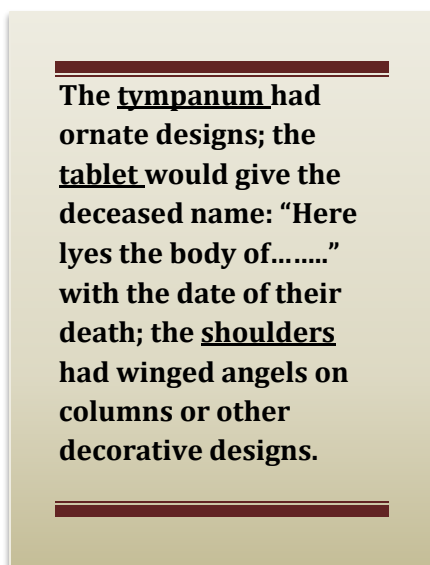 The tympanum had
ornate designs; the
tablet would give the
deceased name: “Here
lyes the body of……..”
with the date of their
death; the shoulders
had winged angels on
columns or other
decorative designs.